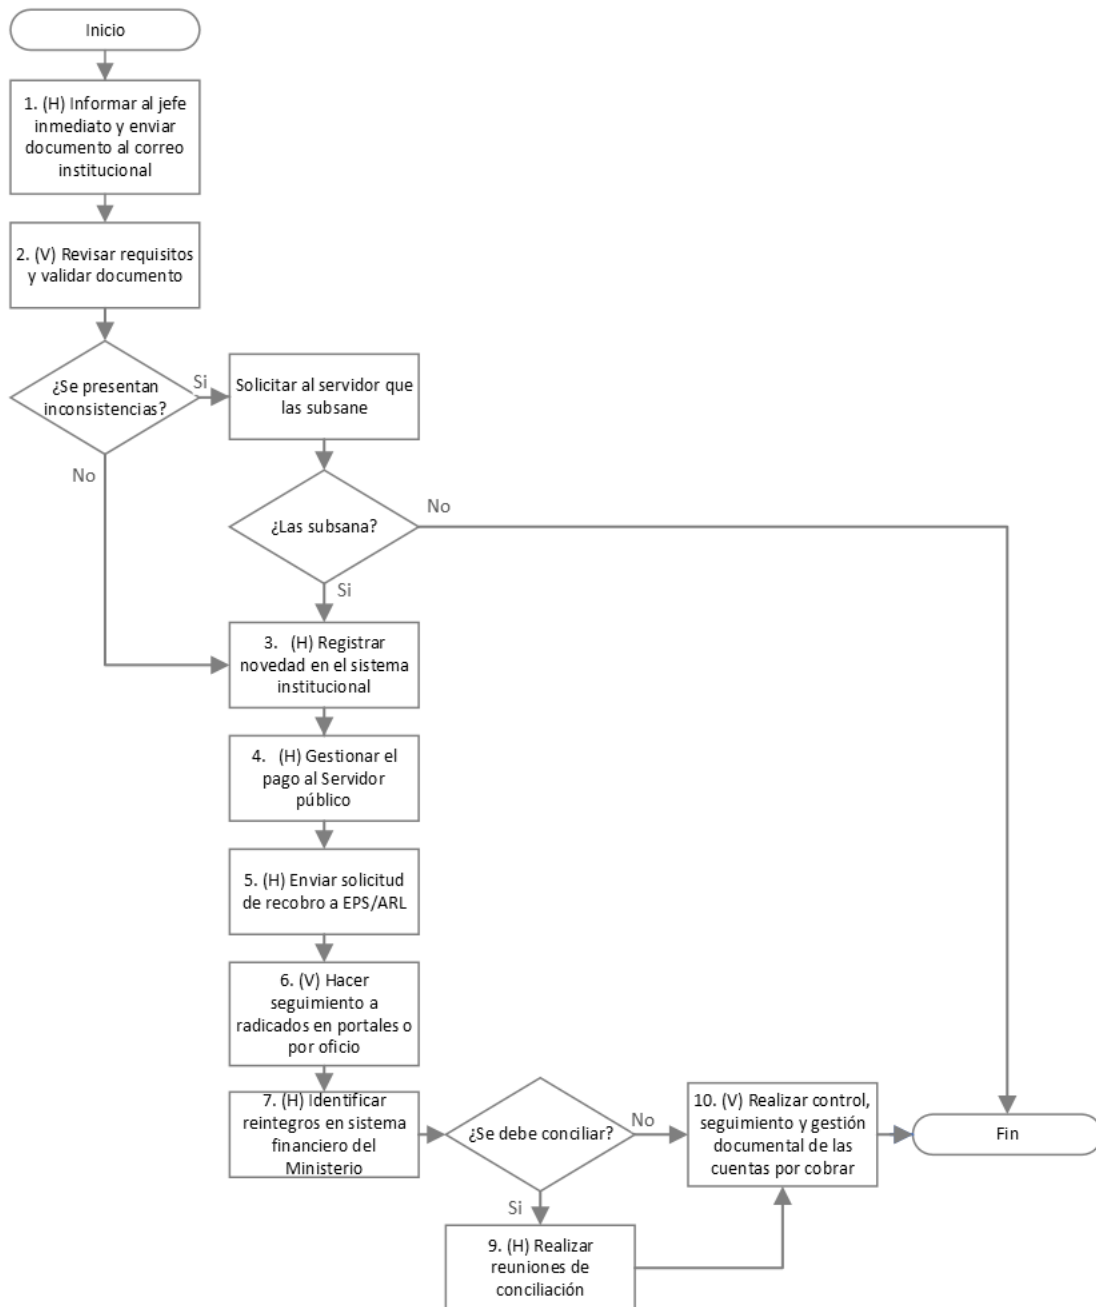 Inicio
1. (H) Informar al jefe
inmediato y enviar
documento al correo
institucional
2. (V) Revisar requisitos
y validar documento
¿Se presentan
inconsistencias?
Si
Solicitar al servidor que
las subsane
No
¿Las subsana?
No
Si
3. (H) Registrar
novedad en el sistema
institucional
4. (H) Gestionar el
pago al Servidor
público
5. (H) Enviar solicitud
de recobro a EPS/ARL
6. (V) Hacer
seguimiento a
radicados en portales o
por oficio
7. (H) Identificar
reintegros en sistema
financiero del
Ministerio
¿Se debe conciliar?
No
10. (V) Realizar control,
seguimiento y gestión
documental de las
cuentas por cobrar
Fin
Si
9. (H) Realizar
reuniones de
conciliación